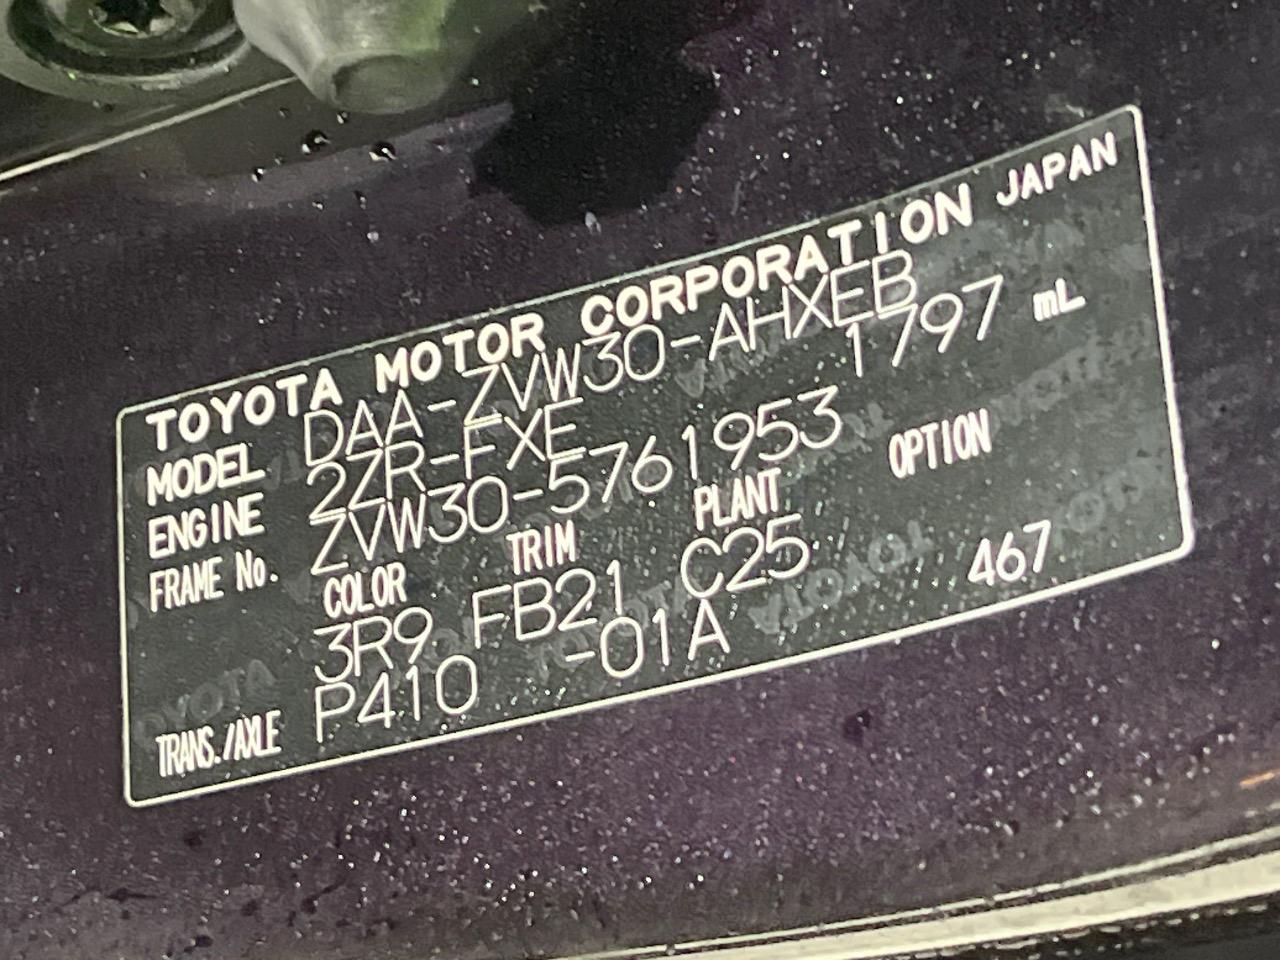 TOYOTA MOTOR CORPORATION JAPAN
MODEL DAA-ZVW30-AHXEB
ENGINE 2ZR-FXE 1797 mL
FRAME No. ZVW30-5761953
COLOR TRIM PLANT OPTION
3R9 FB21 C25 467
TRANS./AXLE P410 -01A